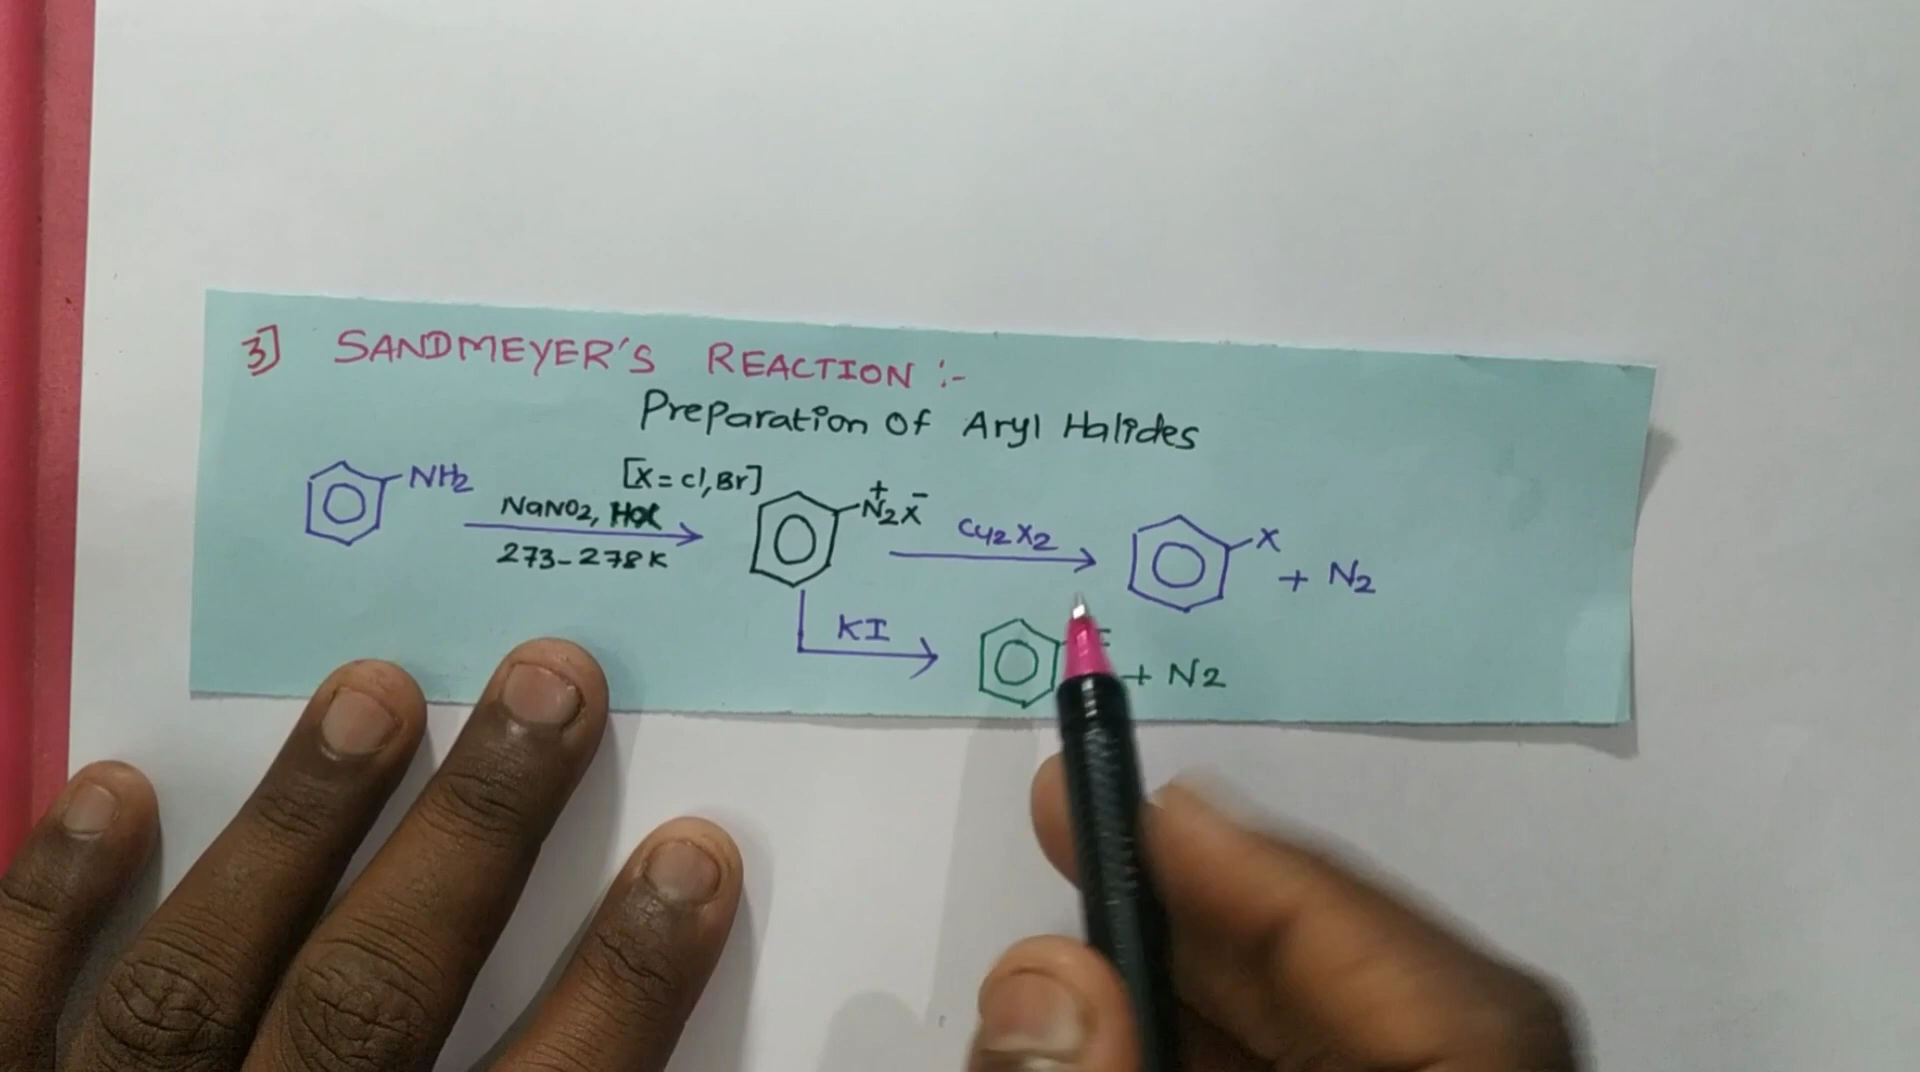 3] SANDMEYER'S REACTION :-
Preparation Of Aryl Halides
[X = Cl, Br]
NH2 NaNO2, HX N2 X Cu2X2 X + N2
273-278K
KI + N2